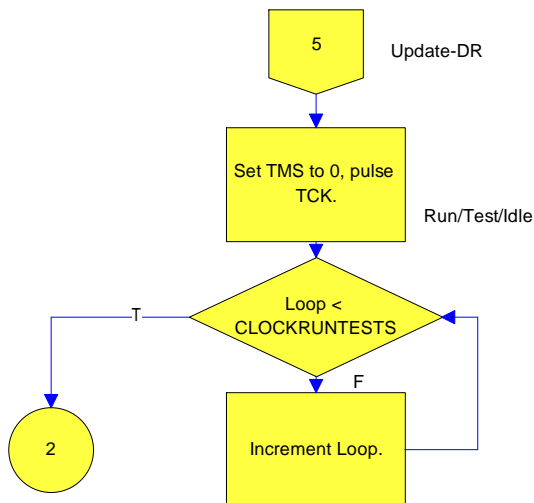 5
Update-DR
Set TMS to 0, pulse
TCK.
Run/Test/Idle
Loop <
CLOCKRUNTESTS
T
F
2
Increment Loop.